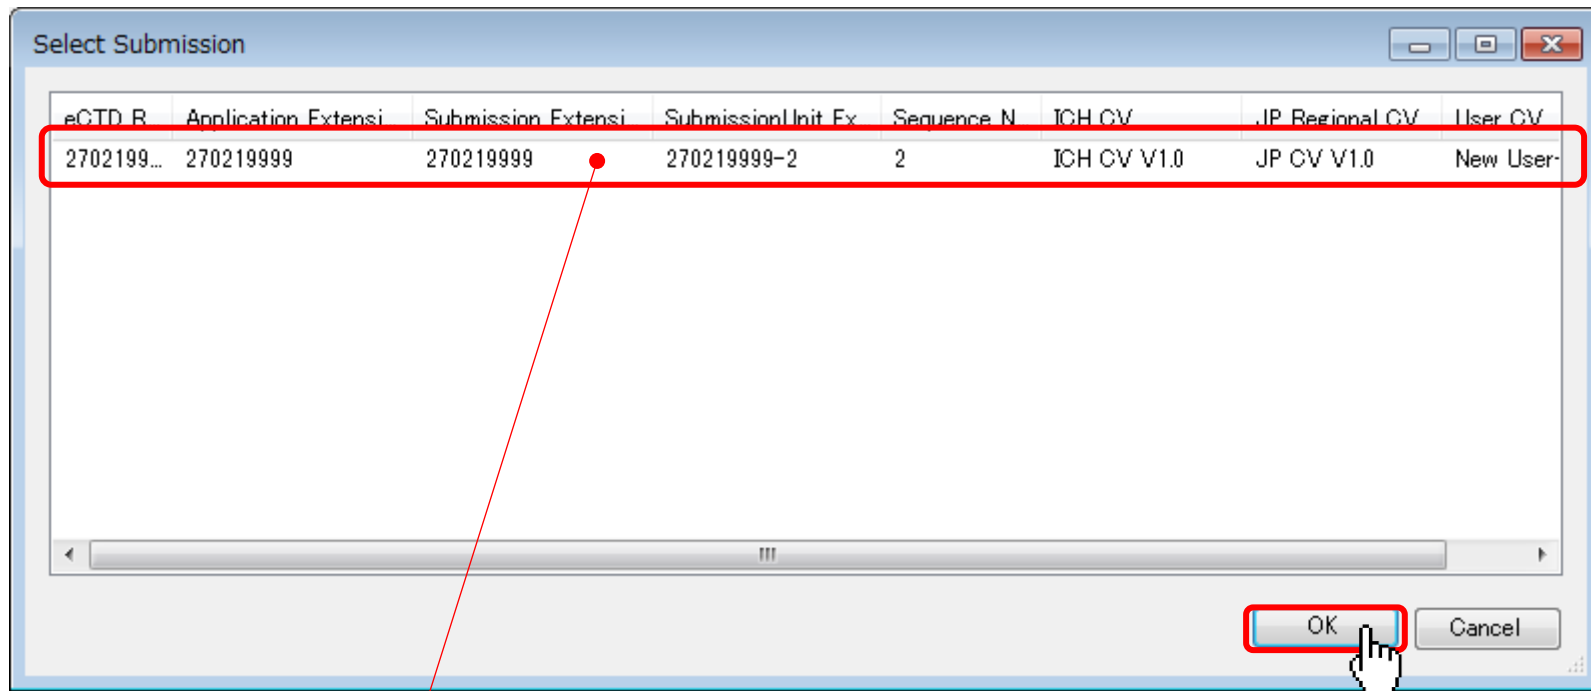 Select Submission
eCTD R... Application Extensi... Submission Extensi... SubmissionUnit Ex... Sequence N... ICH CV JP Regional CV User CV
2702199... 270219999 270219999 270219999-2 2 ICH CV V1.0 JP CV V1.0 New User-
OK Cancel